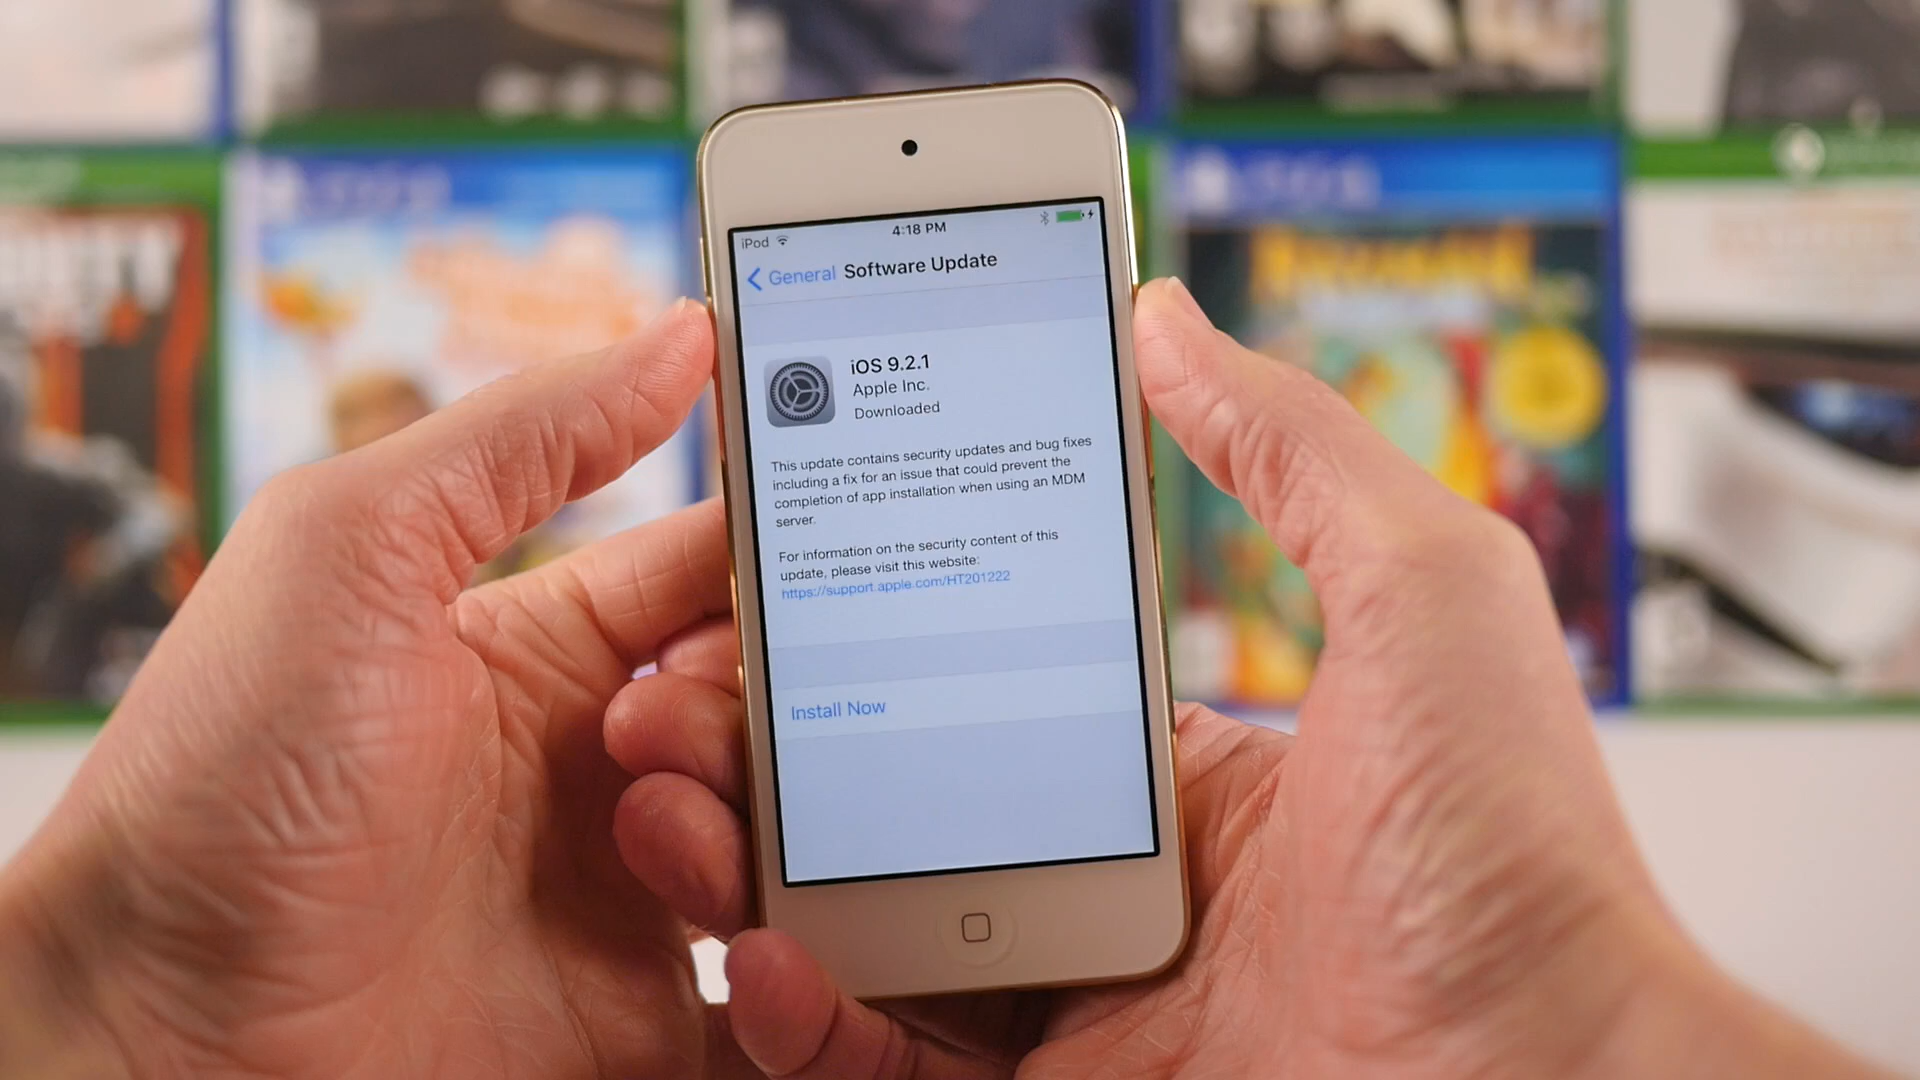 iPod
4:18 PM
General Software Update
iOS 9.2.1
Apple Inc.
Downloaded
This update contains security updates and bug fixes
including a fix for an issue that could prevent the
completion of app installation when using an MDM
server.
For information on the security content of this
update, please visit this website:
https://support.apple.com/HT201222
Install Now
PS4
PS4